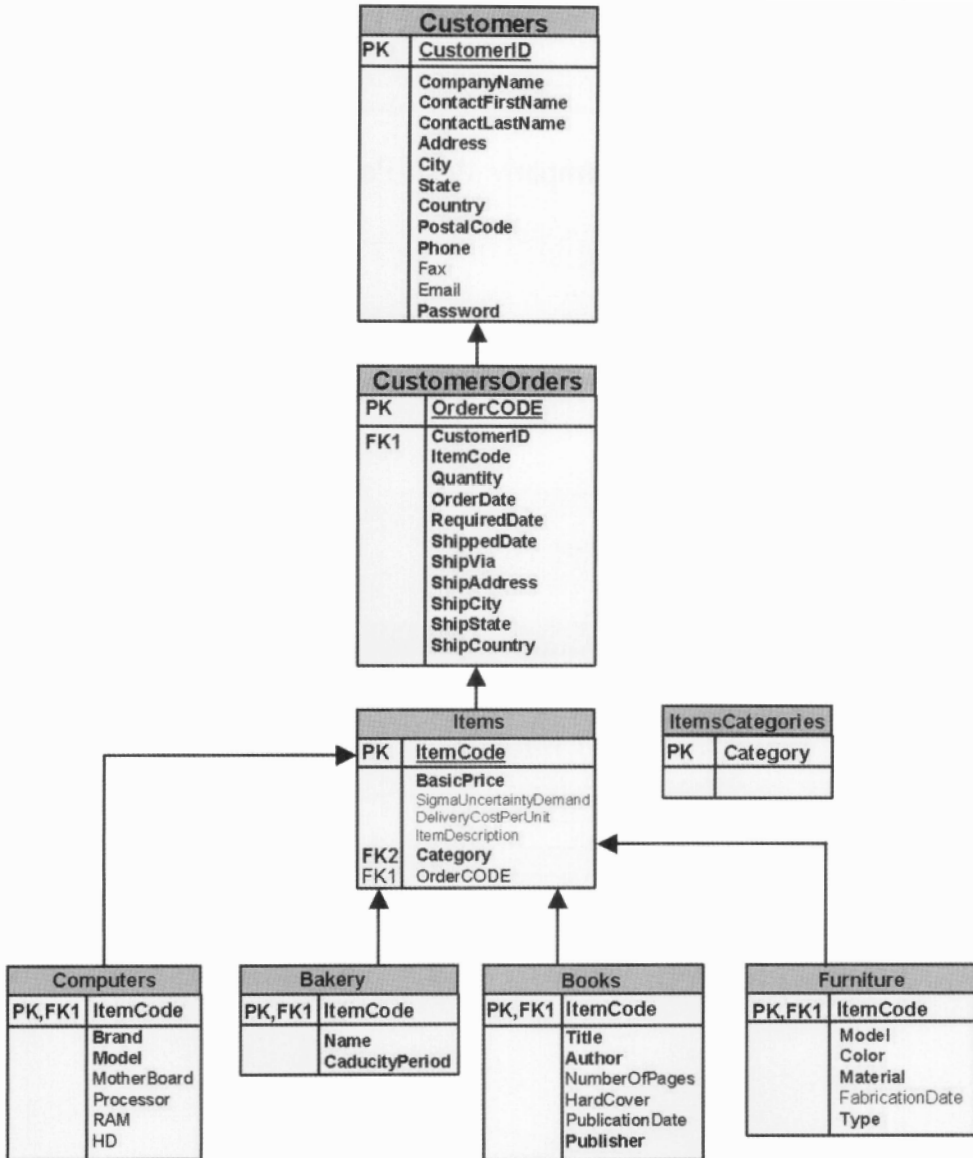 Customers
PK CustomerID
CompanyName
ContactFirstName
ContactLastName
Address
City
State
Country
PostalCode
Phone
Fax
Email
Password
CustomersOrders
PK OrderCODE
FK1 CustomerID
ItemCode
Quantity
OrderDate
RequiredDate
ShippedDate
ShipVia
ShipAddress
ShipCity
ShipState
ShipCountry
Items
PK ItemCode
BasicPrice
SigmaUncertaintyDemand
DeliveryCostPerUnit
ItemDescription
FK2 Category
FK1 OrderCODE
ItemsCategories
PK Category
Computers
PK,FK1 ItemCode
Brand
Model
MotherBoard
Processor
RAM
HD
Bakery
PK,FK1 ItemCode
Name
CaducityPeriod
Books
PK,FK1 ItemCode
Title
Author
NumberOfPages
HardCover
PublicationDate
Publisher
Furniture
PK,FK1 ItemCode
Model
Color
Material
FabricationDate
Type